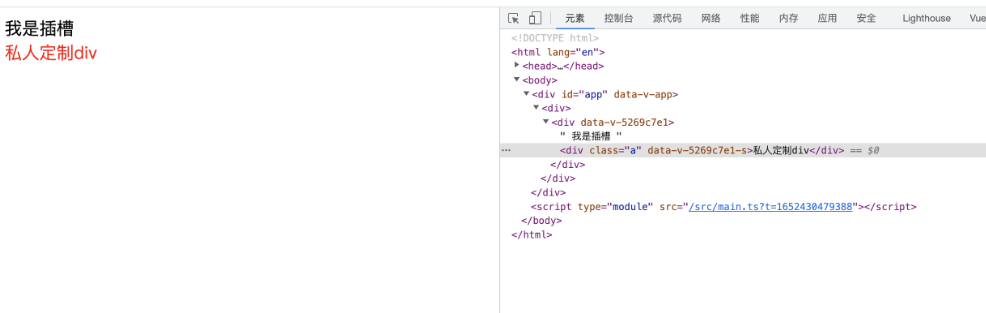 我是插槽
私人定制div
元素 控制台 源代码 网络 性能 内存 应用 安全 Lighthouse Vue
<!DOCTYPE html>
<html lang="en">
<head>…</head>
<body>
<div id="app" data-v-app>
<div>
<div data-v-5269c7e1>
" 我是插槽 "
<div class="a" data-v-5269c7e1-s>私人定制div</div> == $0
</div>
</div>
</div>
<script type="module" src="/src/main.ts?t=1652430479388"></script>
</body>
</html>